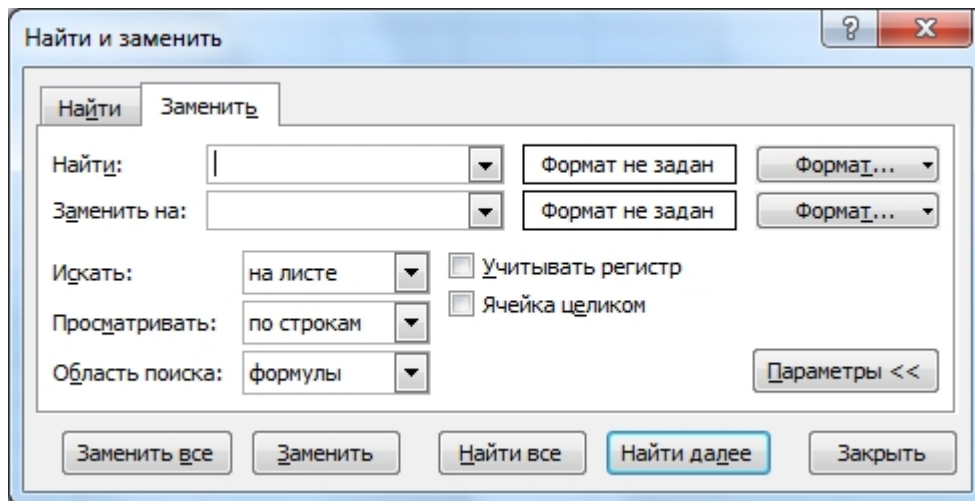 Найти и заменить
Найти Заменить
Найти: Формат не задан Формат...
Заменить на: Формат не задан Формат...
Искать: на листе Учитывать регистр
Ячейка целиком
Просматривать: по строкам
Область поиска: формулы Параметры <<
Заменить все Заменить Найти все Найти далее Закрыть